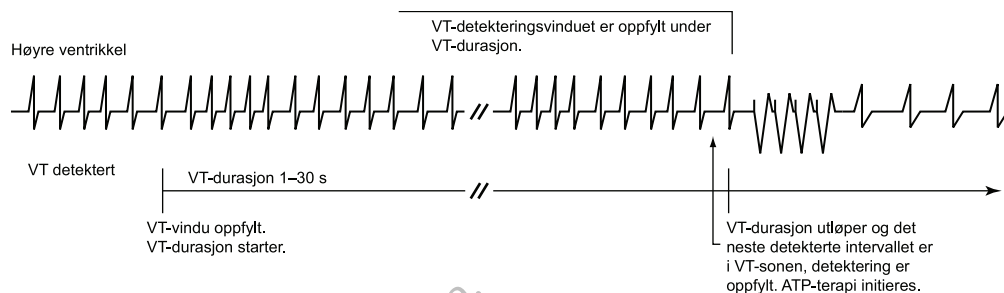 VT-detekteringsvinduet er oppfylt under
VT-durasjon.
Høyre ventrikkel
VT detektert
VT-durasjon 1–30 s
VT-vindu oppfylt.
VT-durasjon starter.
VT-durasjon utløper og det
neste detekterte intervallet er
i VT-sonen, detektering er
oppfylt. ATP-terapi initieres.